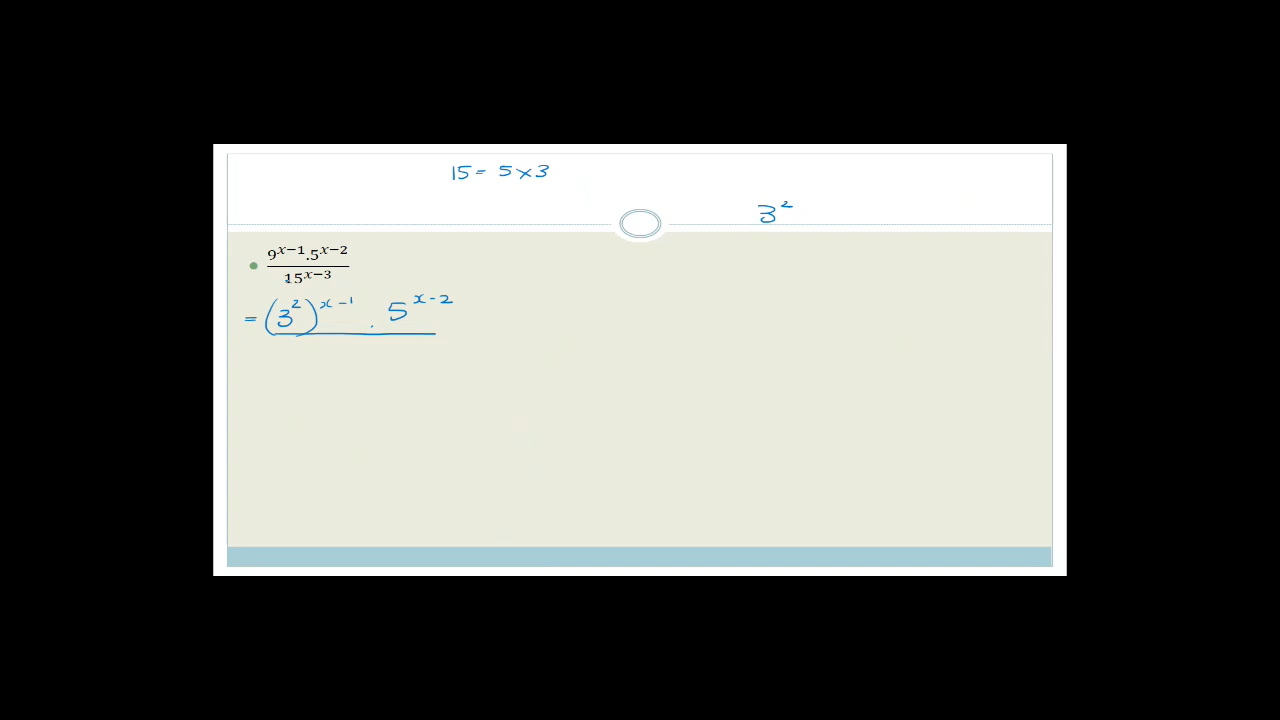 15 = 5 × 3
3²
9^{x−1}.5^{x−2}
15^{x−3}
= (3²)^{x−1} . 5^{x−2}